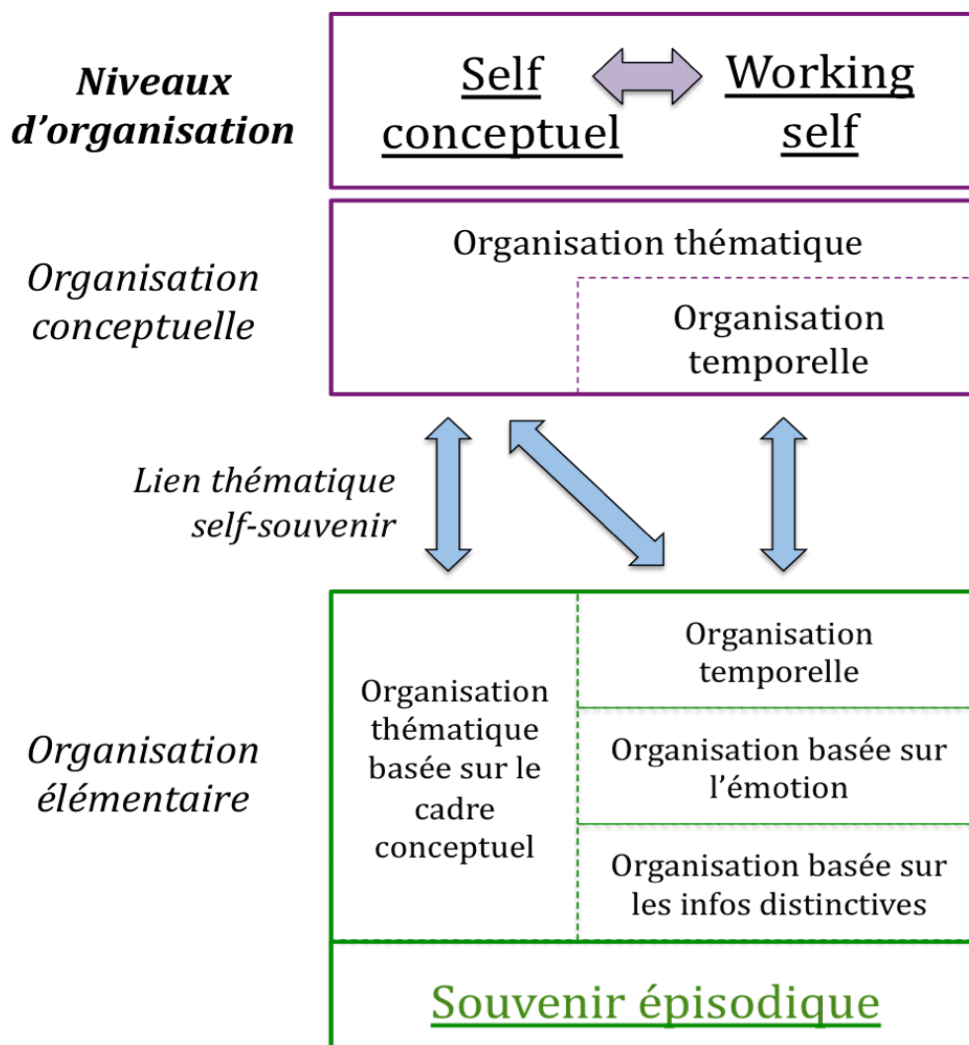 Niveaux
d’organisation
Self
conceptuel
Working
self
Organisation
conceptuelle
Organisation thématique
Organisation
temporelle
Lien thématique
self-souvenir
Organisation
élémentaire
Organisation
thématique
basée sur le
cadre
conceptuel
Organisation
temporelle
Organisation basée sur
l’émotion
Organisation basée sur
les infos distinctives
Souvenir épisodique